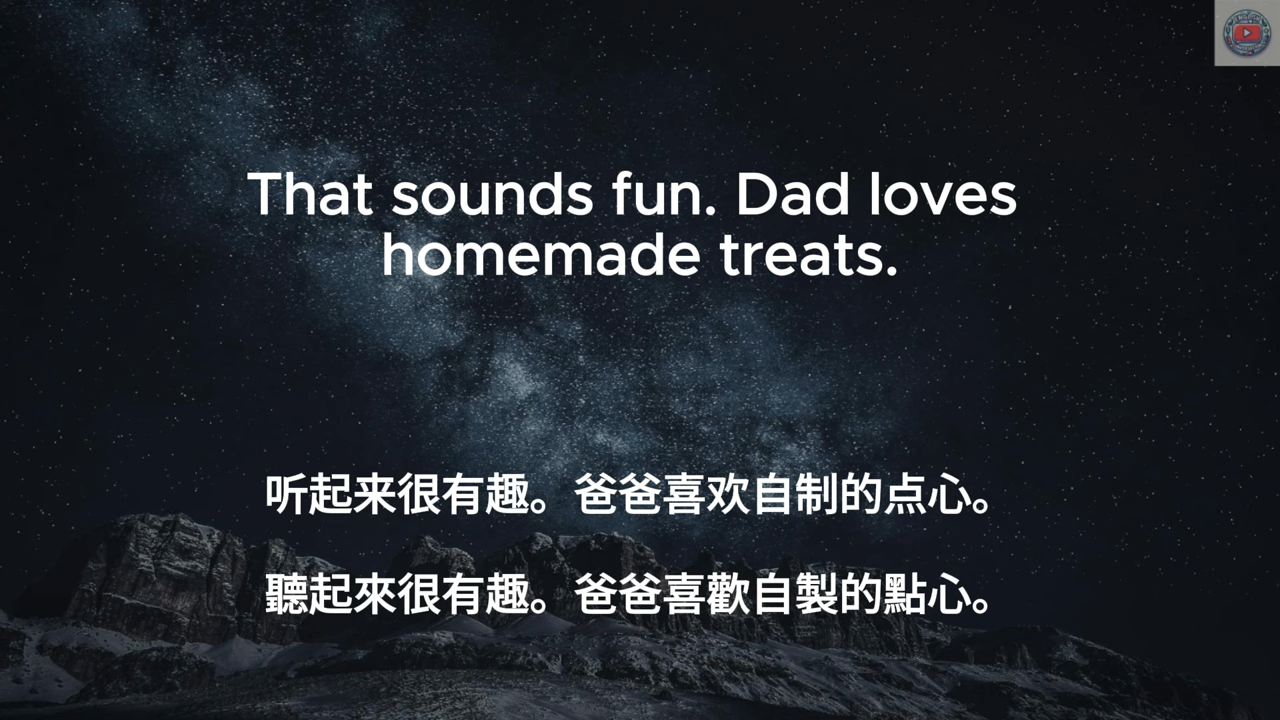 That sounds fun. Dad loves
homemade treats.
听起来很有趣。爸爸喜欢自制的点心。
聽起來很有趣。爸爸喜歡自製的點心。